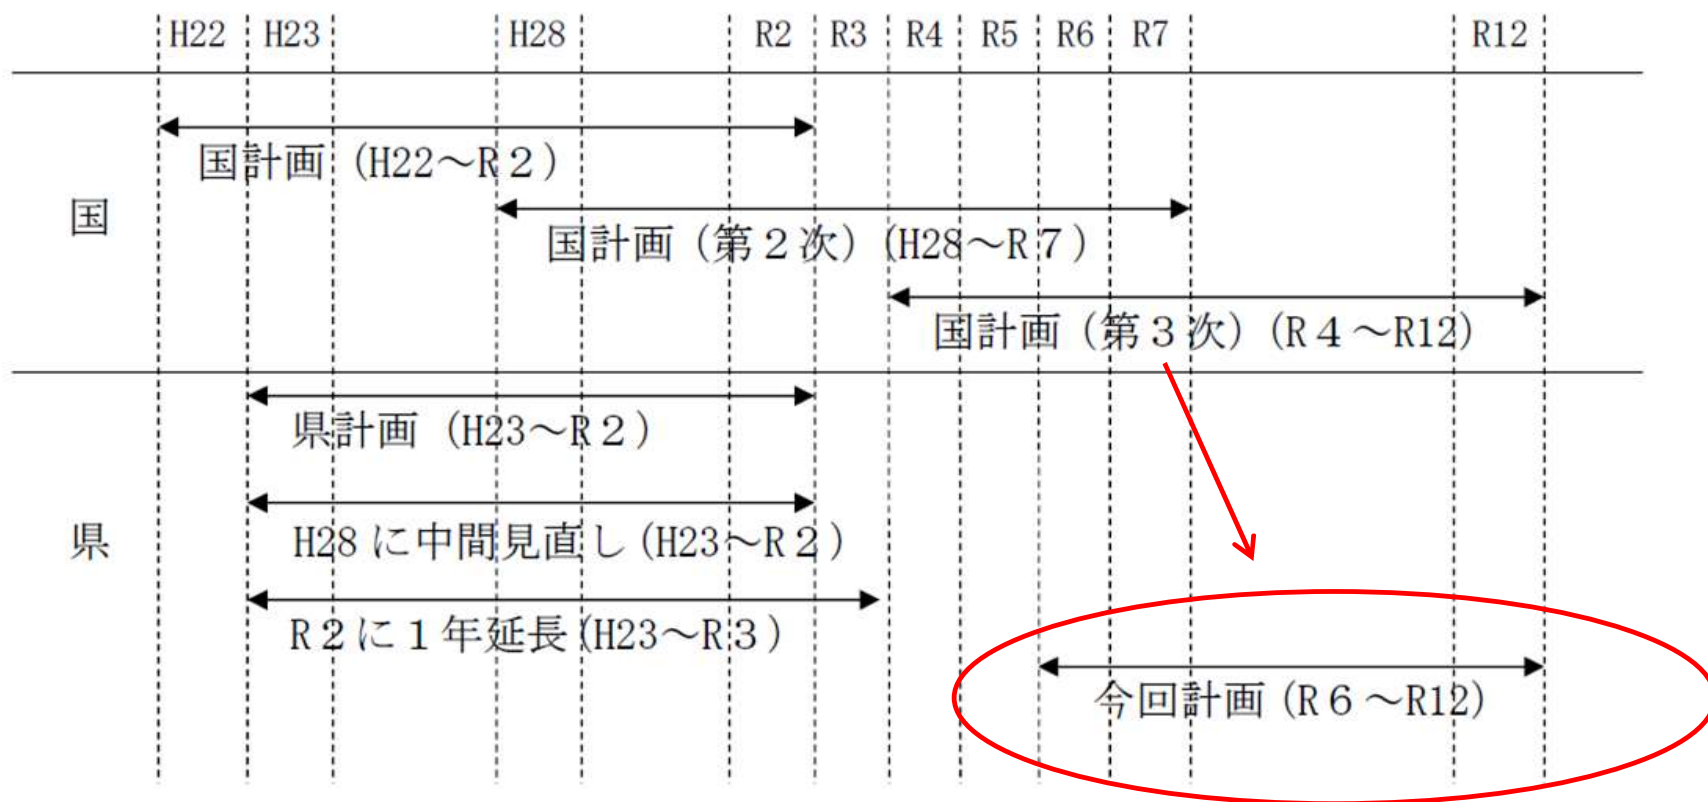 H22 H23 H28 R2 R3 R4 R5 R6 R7 R12
国
国計画（H22～R２）
国計画（第２次）（H28～R７）
国計画（第３次）（R４～R12）
県
県計画（H23～R２）
H28に中間見直し（H23～R２）
R２に１年延長（H23～R３）
今回計画（R６～R12）